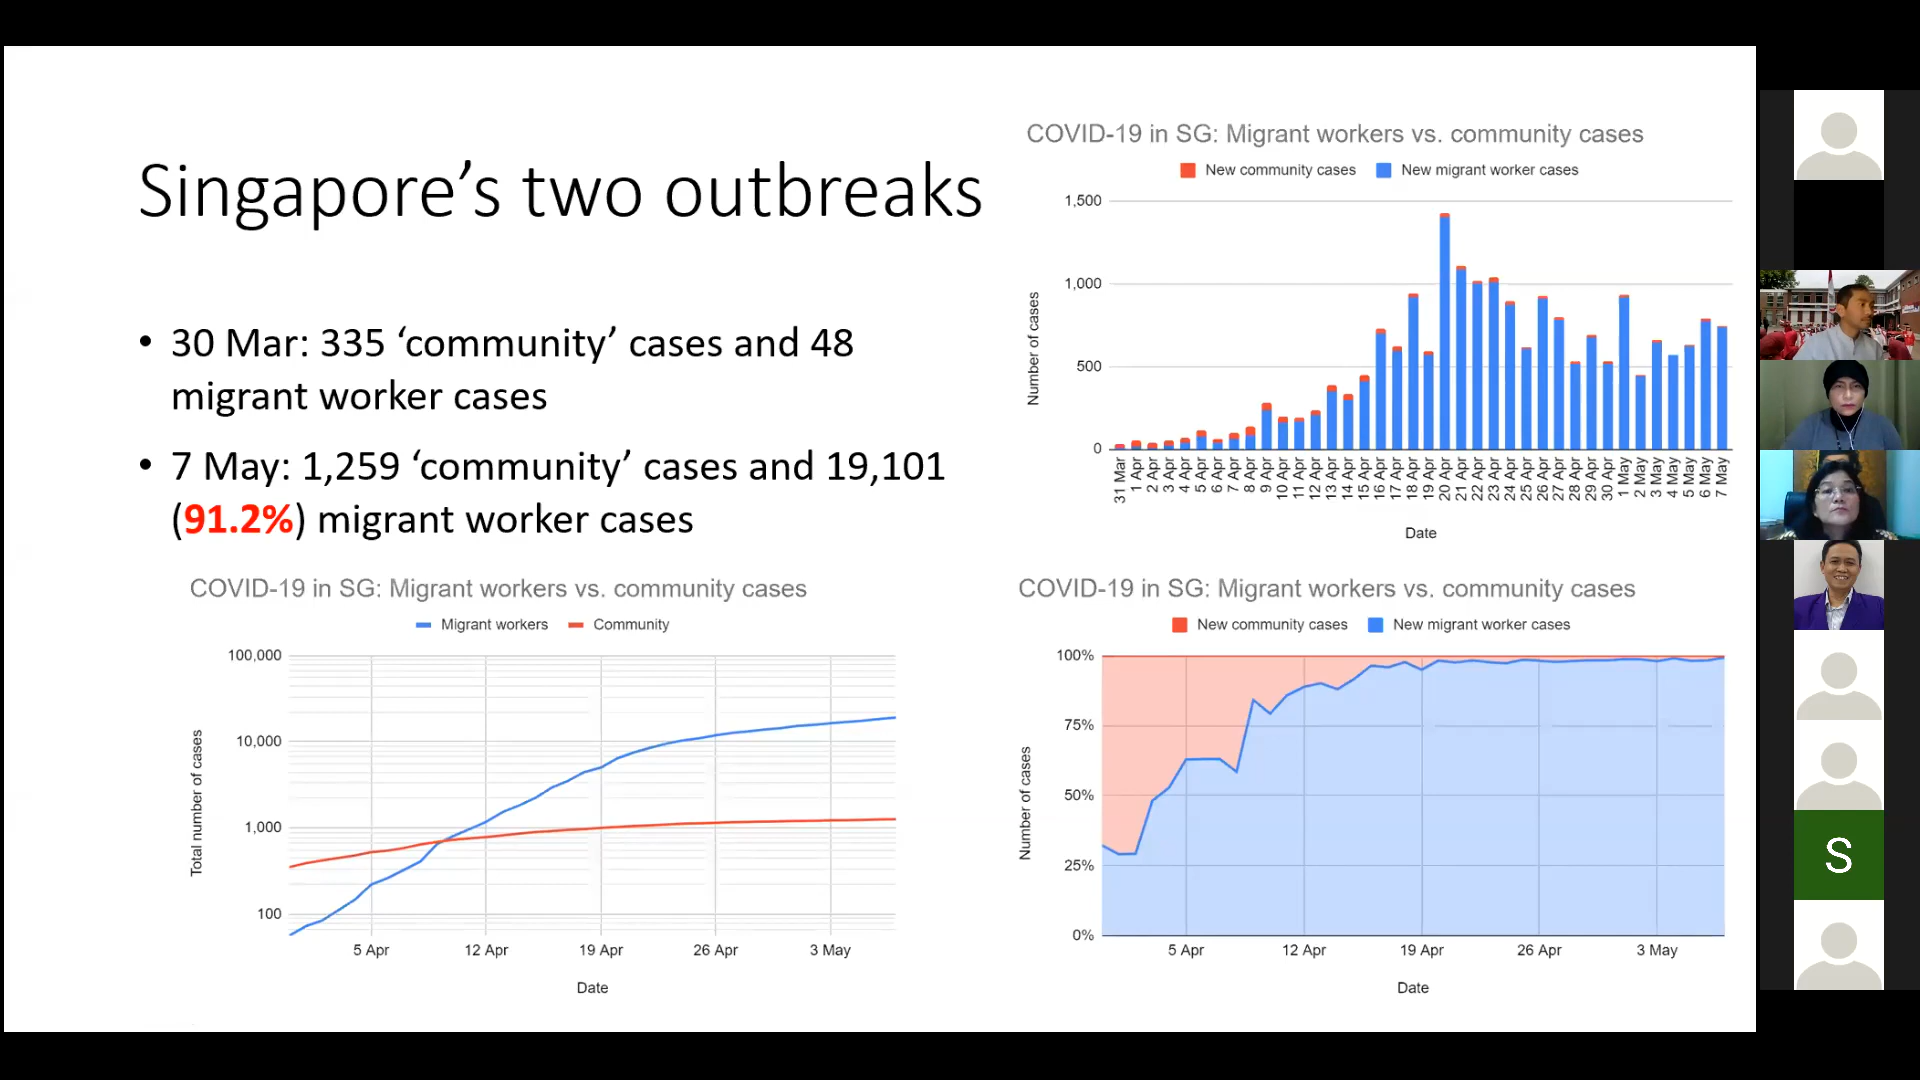 Singapore’s two outbreaks
• 30 Mar: 335 ‘community’ cases and 48
migrant worker cases
• 7 May: 1,259 ‘community’ cases and 19,101
(91.2%) migrant worker cases
COVID-19 in SG: Migrant workers vs. community cases
New community cases New migrant worker cases
1,500
1,000
500
0
Number of cases
31 Mar
1 Apr
2 Apr
3 Apr
4 Apr
5 Apr
6 Apr
7 Apr
8 Apr
9 Apr
10 Apr
11 Apr
12 Apr
13 Apr
14 Apr
15 Apr
16 Apr
17 Apr
18 Apr
19 Apr
20 Apr
21 Apr
22 Apr
23 Apr
24 Apr
25 Apr
26 Apr
27 Apr
28 Apr
29 Apr
30 Apr
1 May
2 May
3 May
4 May
5 May
6 May
7 May
Date
COVID-19 in SG: Migrant workers vs. community cases
Migrant workers Community
100,000
10,000
1,000
100
Total number of cases
5 Apr 12 Apr 19 Apr 26 Apr 3 May
Date
COVID-19 in SG: Migrant workers vs. community cases
New community cases New migrant worker cases
100%
75%
50%
25%
0%
Number of cases
5 Apr 12 Apr 19 Apr 26 Apr 3 May
Date
S